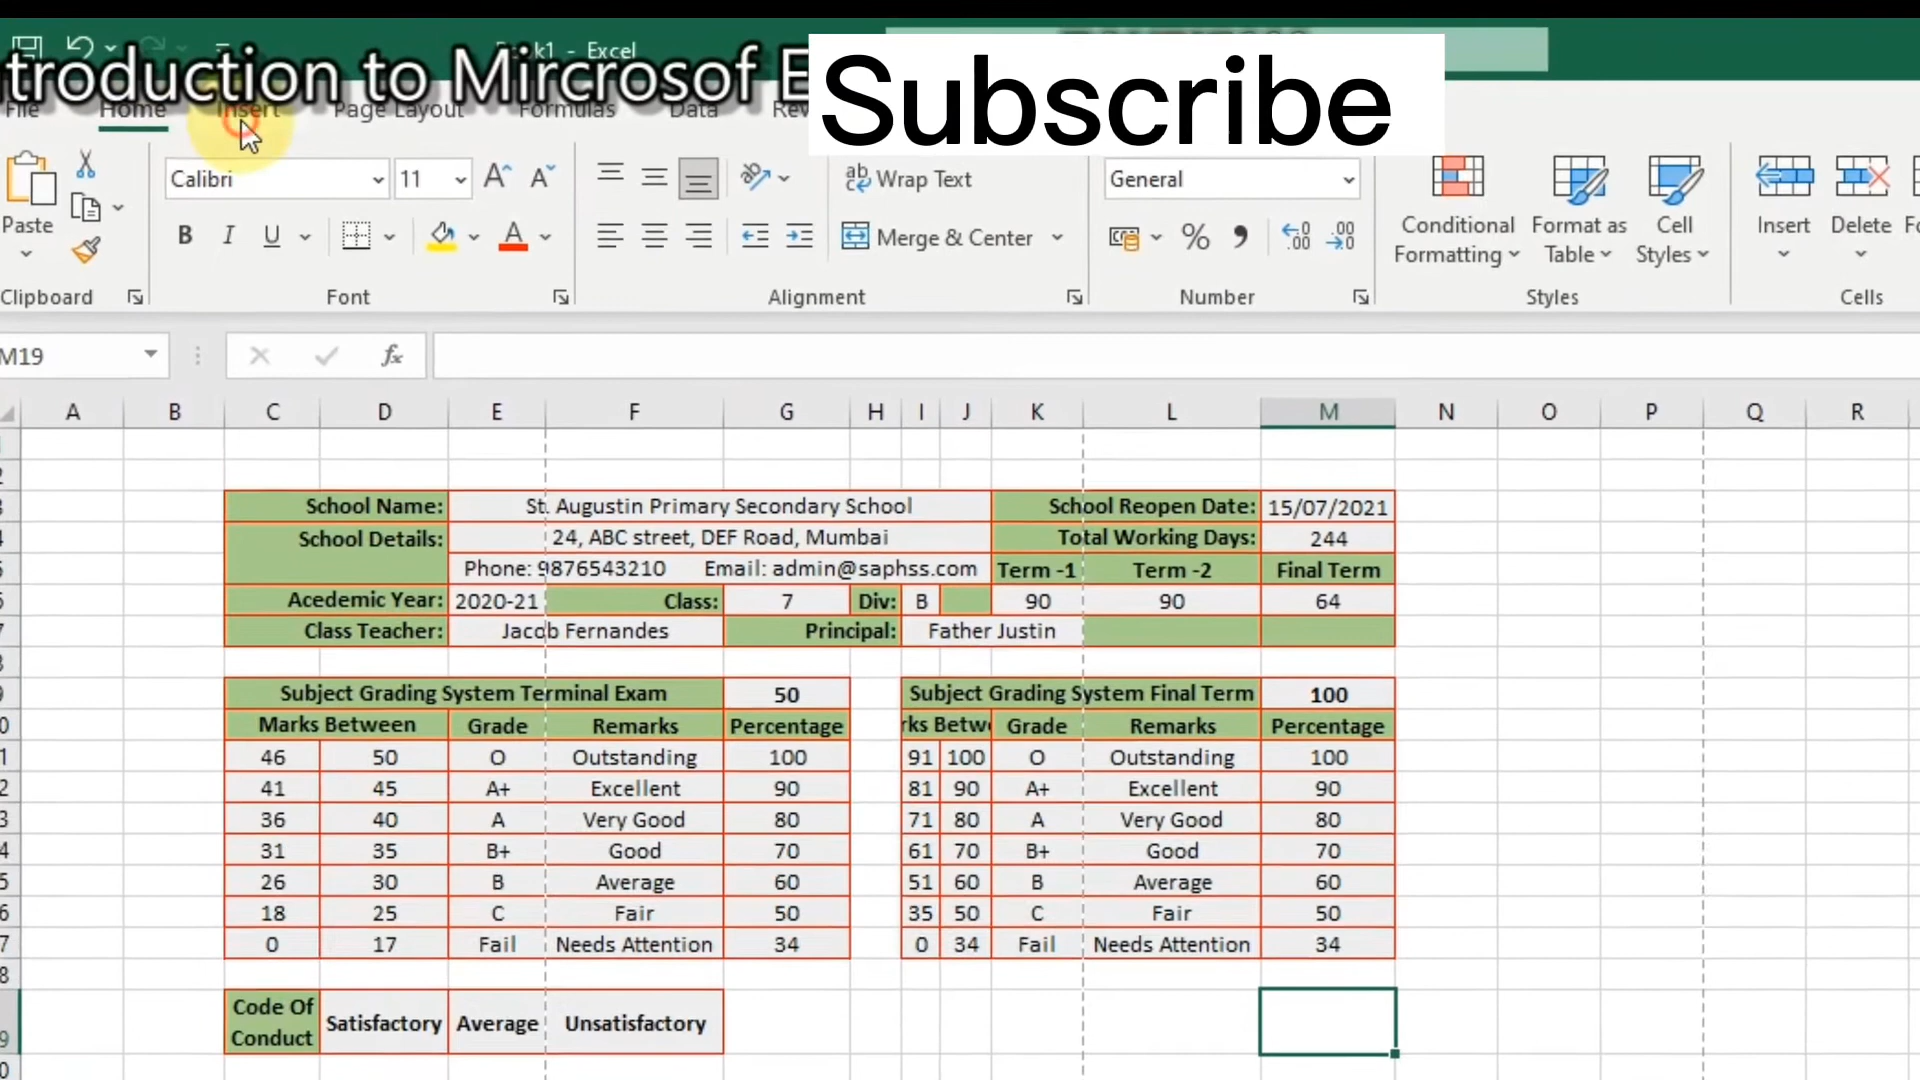 troduction to Mircrosof E
k1 - Excel
Subscribe
File Home Insert Page Layout Formulas Data Rev
Calibri 11 Wrap Text General
Paste B I U Merge & Center Conditional Formatting Format as Table Cell Styles Insert Delete
Clipboard Font Alignment Number Styles Cells
M19 fx
A B C D E F G H I J K L M N O P Q R
School Name: St. Augustin Primary Secondary School School Reopen Date: 15/07/2021
School Details: 24, ABC street, DEF Road, Mumbai Total Working Days: 244
Phone: 9876543210 Email: admin@saphss.com Term -1 Term -2 Final Term
Acedemic Year: 2020-21 Class: 7 Div: B 90 90 64
Class Teacher: Jacob Fernandes Principal: Father Justin
Subject Grading System Terminal Exam 50 Subject Grading System Final Term 100
Marks Between Grade Remarks Percentage rks Betw Grade Remarks Percentage
46 50 O Outstanding 100 91 100 O Outstanding 100
41 45 A+ Excellent 90 81 90 A+ Excellent 90
36 40 A Very Good 80 71 80 A Very Good 80
31 35 B+ Good 70 61 70 B+ Good 70
26 30 B Average 60 51 60 B Average 60
18 25 C Fair 50 35 50 C Fair 50
0 17 Fail Needs Attention 34 0 34 Fail Needs Attention 34
Code Of Conduct Satisfactory Average Unsatisfactory